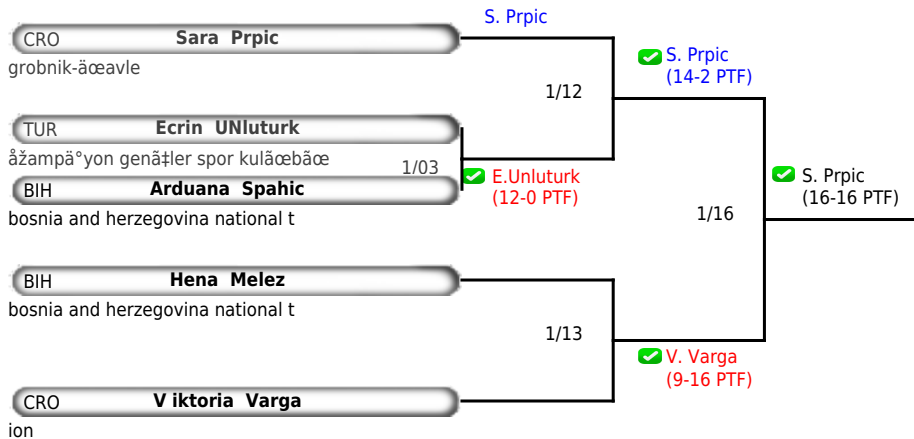 S. Prpic
CRO Sara Prpic
grobnik-äœavle
S. Prpic
(14-2 PTF)
1/12
TUR Ecrin UNluturk
åžampä°yon genã‡ler spor kulãœbãœ
1/03
E.Unluturk
(12-0 PTF)
BIH Arduana Spahic
bosnia and herzegovina national t
S. Prpic
(16-16 PTF)
1/16
BIH Hena Melez
bosnia and herzegovina national t
1/13
V. Varga
(9-16 PTF)
CRO V iktoria Varga
ion